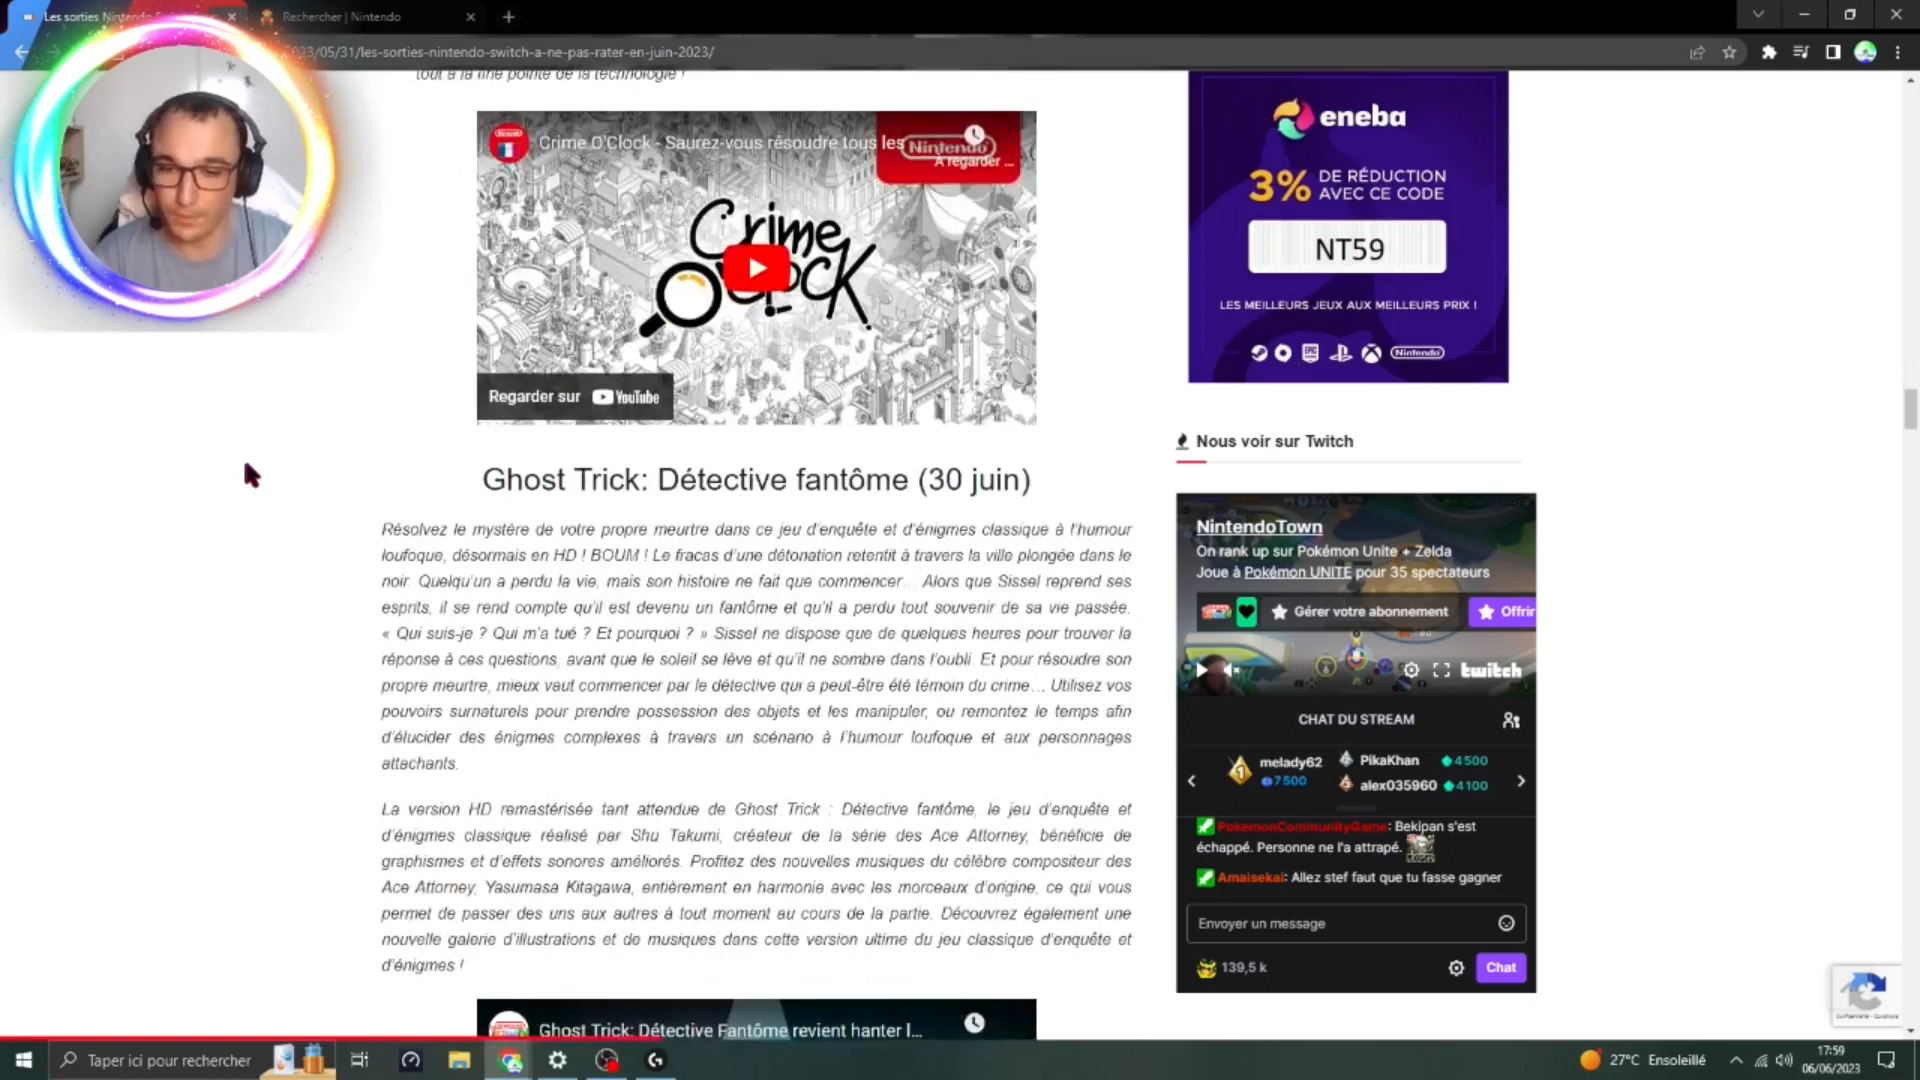 Les sorties Nintendo
Rechercher | Nintendo
2023/05/31/les-sorties-nintendo-switch-a-ne-pas-rater-en-juin-2023/
tout à la fine pointe de la technologie !
Crime O'Clock - Saurez-vous résoudre tous les
Nintendo
À regarder ...
Crime
O'CLOCK
Regarder sur YouTube
Ghost Trick: Détective fantôme (30 juin)
Résolvez le mystère de votre propre meurtre dans ce jeu d'enquête et d'énigmes classique à l'humour
loufoque, désormais en HD ! BOUM ! Le fracas d'une détonation retentit à travers la ville plongée dans le
noir. Quelqu'un a perdu la vie, mais son histoire ne fait que commencer… Alors que Sissel reprend ses
esprits, il se rend compte qu'il est devenu un fantôme et qu'il a perdu tout souvenir de sa vie passée.
« Qui suis-je ? Qui m'a tué ? Et pourquoi ? » Sissel ne dispose que de quelques heures pour trouver la
réponse à ces questions, avant que le soleil se lève et qu'il ne sombre dans l'oubli. Et pour résoudre son
propre meurtre, mieux vaut commencer par le détective qui a peut-être été témoin du crime… Utilisez vos
pouvoirs surnaturels pour prendre possession des objets et les manipuler, ou remontez le temps afin
d'élucider des énigmes complexes à travers un scénario à l'humour loufoque et aux personnages
attachants.
La version HD remastérisée tant attendue de Ghost Trick : Détective fantôme, le jeu d'enquête et
d'énigmes classique réalisé par Shu Takumi, créateur de la série des Ace Attorney, bénéficie de
graphismes et d'effets sonores améliorés. Profitez des nouvelles musiques du célèbre compositeur des
Ace Attorney, Yasumasa Kitagawa, entièrement en harmonie avec les morceaux d'origine, ce qui vous
permet de passer des uns aux autres à tout moment au cours de la partie. Découvrez également une
nouvelle galerie d'illustrations et de musiques dans cette version ultime du jeu classique d'enquête et
d'énigmes !
Ghost Trick: Détective Fantôme revient hanter l...
eneba
3% DE RÉDUCTION
AVEC CE CODE
NT59
LES MEILLEURS JEUX AUX MEILLEURS PRIX !
EPIC
Nintendo
Nous voir sur Twitch
NintendoTown
On rank up sur Pokémon Unite + Zelda
Joue à Pokémon UNITE pour 35 spectateurs
Gérer votre abonnement
Offrir
twitch
CHAT DU STREAM
1 melady62 7500
PikaKhan 4500
alex035960 4100
PokemonCommunityGame: Bekipan s'est
échappé. Personne ne l'a attrapé.
Amaisekai: Allez stef faut que tu fasse gagner
Envoyer un message
139,5 k
Chat
Confidentialité - Conditions
Taper ici pour rechercher
27°C Ensoleillé
17:59
06/06/2023